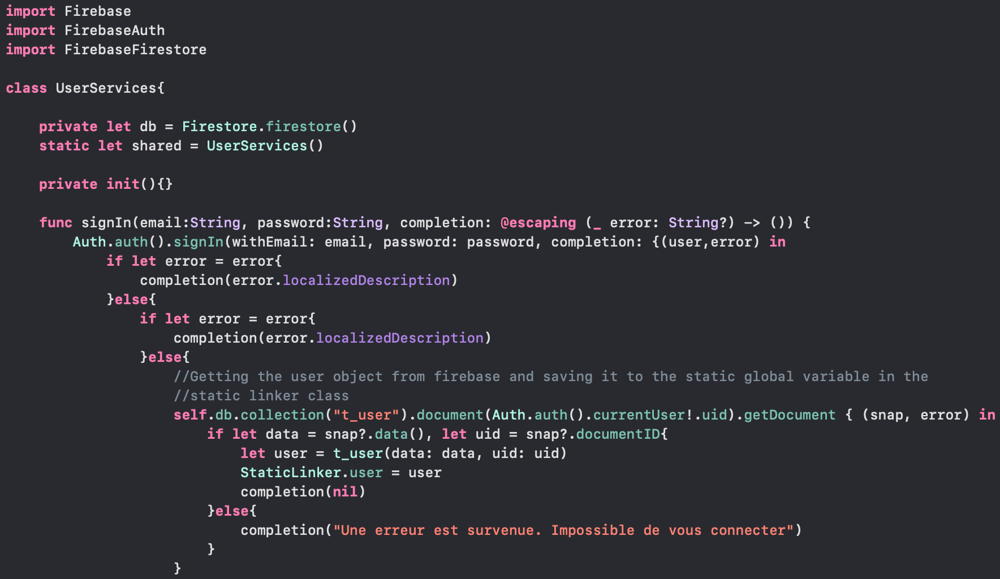 import Firebase
import FirebaseAuth
import FirebaseFirestore

class UserServices{

    private let db = Firestore.firestore()
    static let shared = UserServices()

    private init(){}

    func signIn(email:String, password:String, completion: @escaping (_ error: String?) -> ()) {
        Auth.auth().signIn(withEmail: email, password: password, completion: {(user,error) in
            if let error = error{
                completion(error.localizedDescription)
            }else{
                if let error = error{
                    completion(error.localizedDescription)
                }else{
                    //Getting the user object from firebase and saving it to the static global variable in the
                    //static linker class
                    self.db.collection("t_user").document(Auth.auth().currentUser!.uid).getDocument { (snap, error) in
                        if let data = snap?.data(), let uid = snap?.documentID{
                            let user = t_user(data: data, uid: uid)
                            StaticLinker.user = user
                            completion(nil)
                        }else{
                            completion("Une erreur est survenue. Impossible de vous connecter")
                        }
                    }